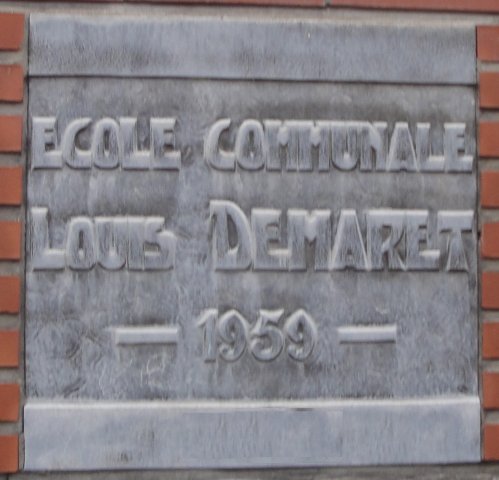 ECOLE COMMUNALE
LOUIS DEMARET
— 1959 —